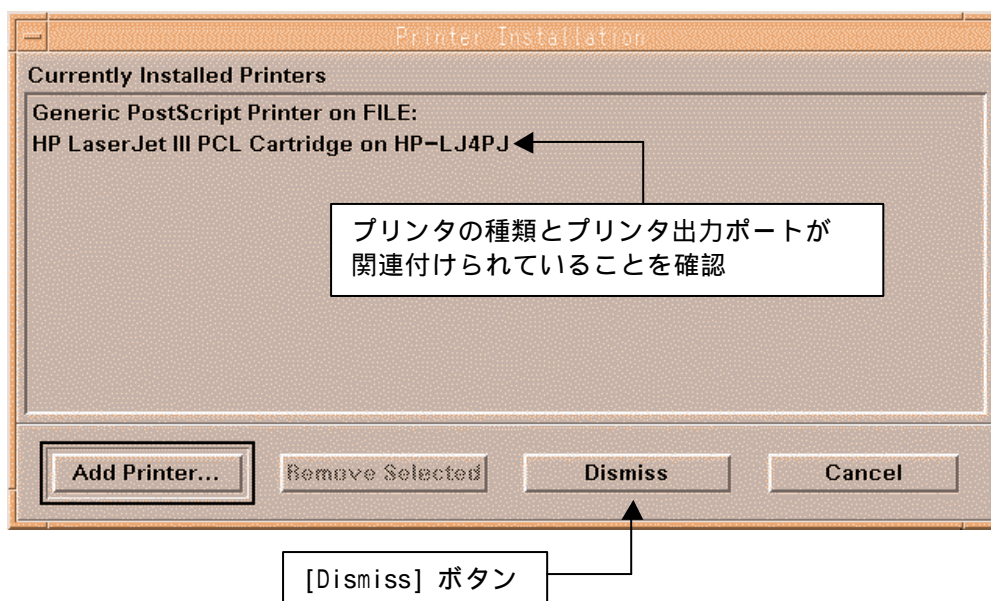 Printer Installation
Currently Installed Printers
Generic PostScript Printer on FILE:
HP LaserJet III PCL Cartridge on HP-LJ4PJ
プリンタの種類とプリンタ出力ポートが
関連付けられていることを確認
Add Printer... Remove Selected Dismiss Cancel
[Dismiss] ボタン